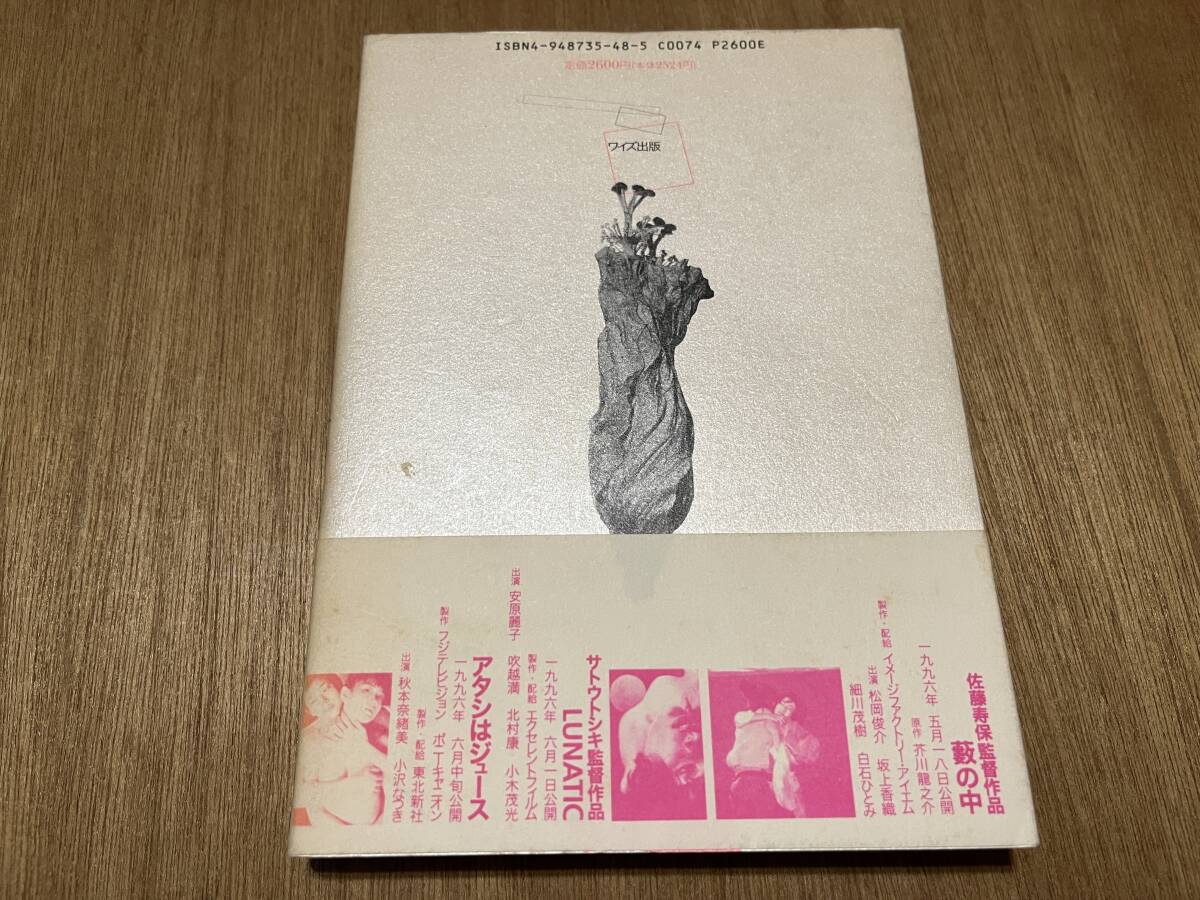 ISBN4-948735-48-5 C0074 P2600E
定価2600円(本体2524円)
ワイズ出版
佐藤寿保監督作品
藪の中
一九九六年 五月一八日公開
原作 芥川龍之介
製作・配給 イメージファクトリー・アイエム
出演 松岡俊介 坂上香織
細川茂樹 白石ひとみ
サトウトシキ監督作品
LUNATIC
一九九六年 六月一日公開
製作・配給 エクセレントフィルム
出演 安原麗子 吹越満 北村康 小木茂光
アタシはジュース
一九九六年 六月中旬公開
製作 フジテレビジョン ポニーキャニオン
製作・配給 東北新社
出演 秋本奈緒美 小沢なつき